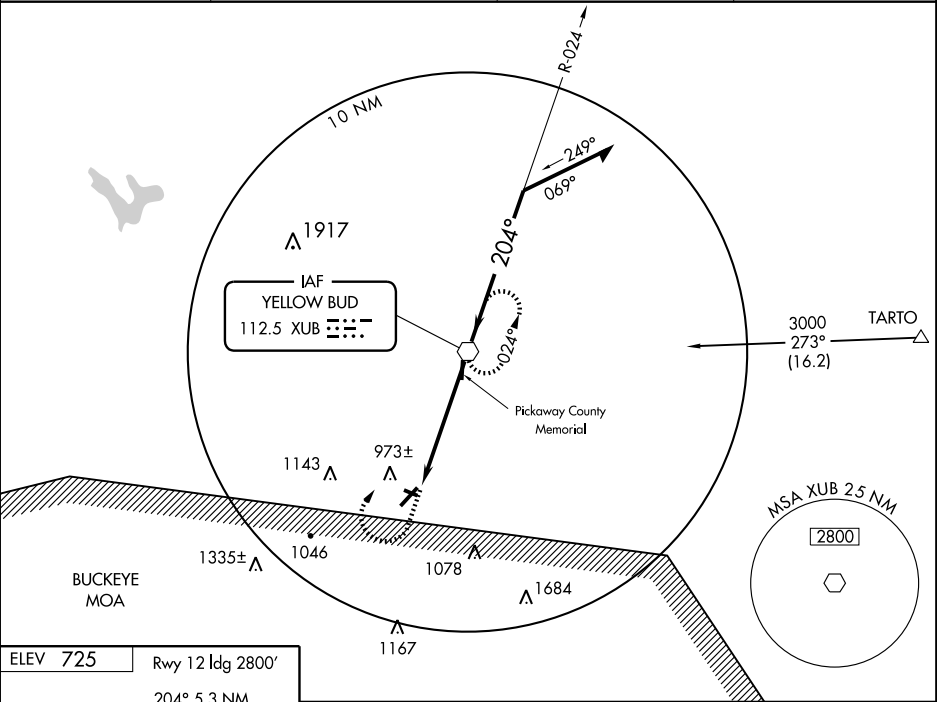 R-024
10 NM
249°
069°
1917
204°
IAF
YELLOW BUD
112.5 XUB
024°
3000
273°
(16.2)
TARTO
Pickaway County
Memorial
973±
1143
MSA XUB 25 NM
2800
1046
1335±
1078
BUCKEYE
MOA
1684
1167
ELEV 725
Rwy 12 ldg 2800'
204° 5.3 NM